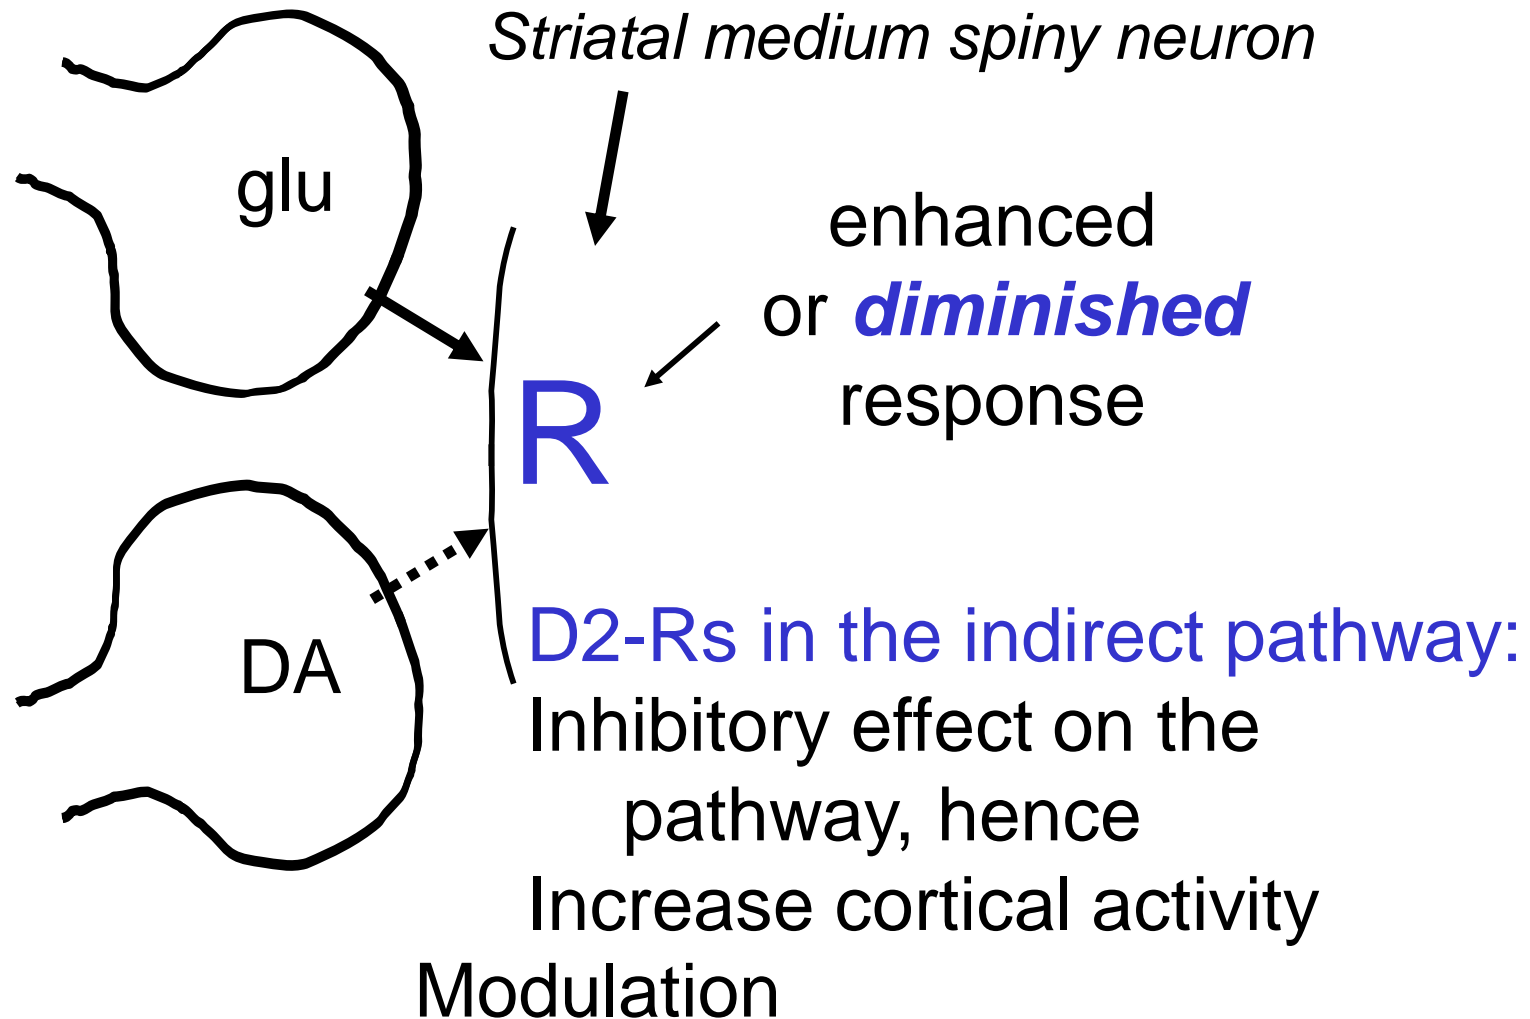 Striatal medium spiny neuron
glu
enhanced
or diminished
response
R
DA
D2-Rs in the indirect pathway:
Inhibitory effect on the
pathway, hence
Increase cortical activity
Modulation